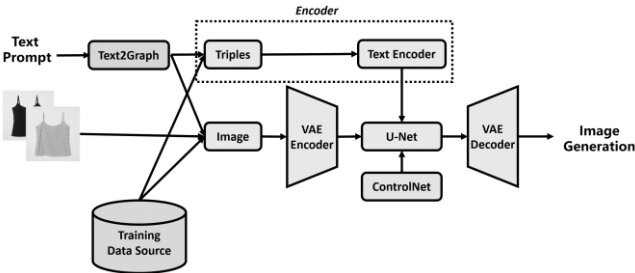 Encoder
Text
Prompt
Text2Graph
Triples
Text Encoder
Image
VAE
Encoder
U-Net
VAE
Decoder
Image
Generation
ControlNet
Training
Data Source